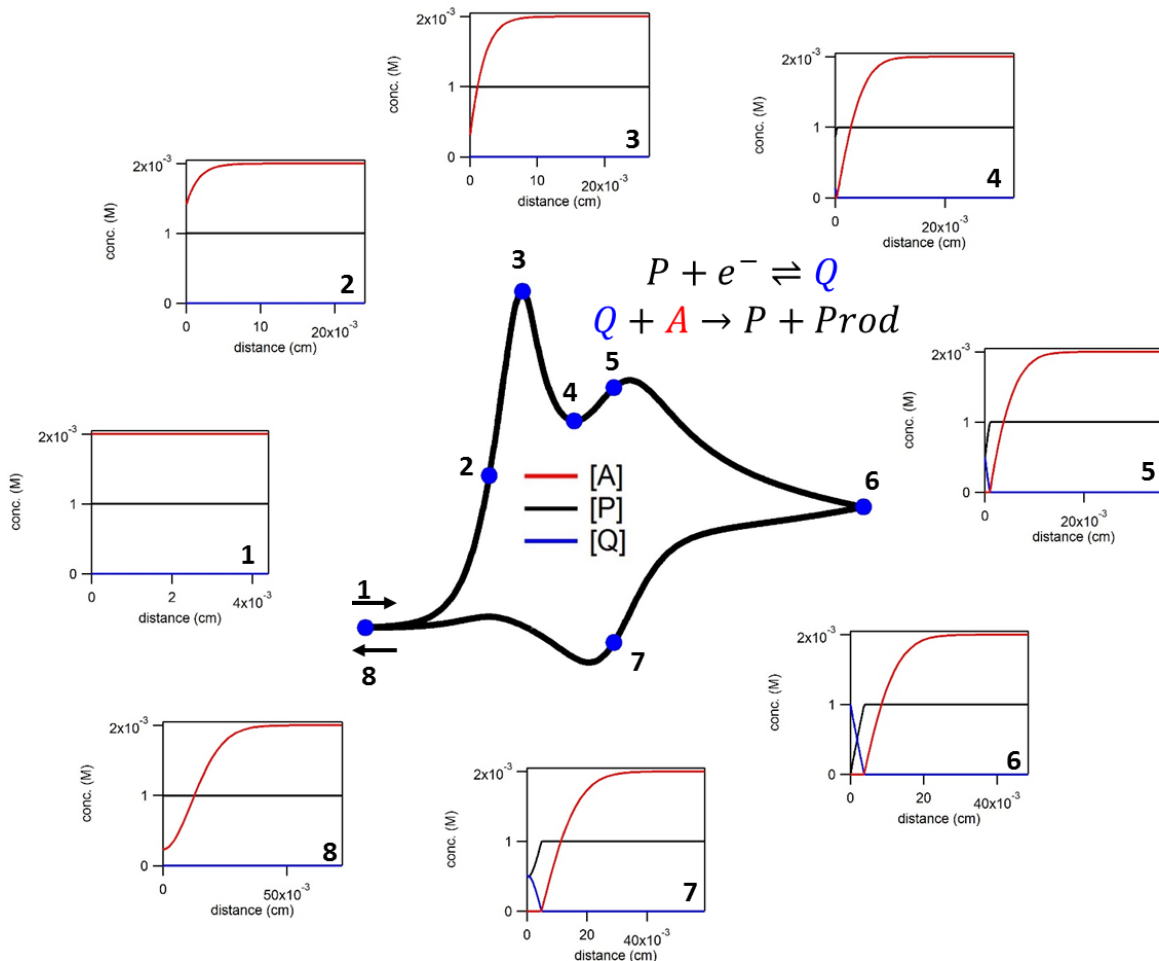 2x10⁻³
1
0
conc. (M)
0
10
20x10⁻³
distance (cm)
3
2x10⁻³
1
0
conc. (M)
0
20x10⁻³
distance (cm)
4
2x10⁻³
1
0
conc. (M)
0
10
20x10⁻³
distance (cm)
2
P + e⁻ ⇌ Q
Q + A → P + Prod
2x10⁻³
1
0
conc. (M)
0
20x10⁻³
distance (cm)
5
2x10⁻³
1
0
conc. (M)
0
2
4x10⁻³
distance (cm)
1
1
2
3
4
5
6
7
8
[A]
[P]
[Q]
2x10⁻³
1
0
conc. (M)
0
20
40x10⁻³
distance (cm)
6
2x10⁻³
1
0
conc. (M)
0
50x10⁻³
distance (cm)
8
2x10⁻³
1
0
conc. (M)
0
20
40x10⁻³
distance (cm)
7